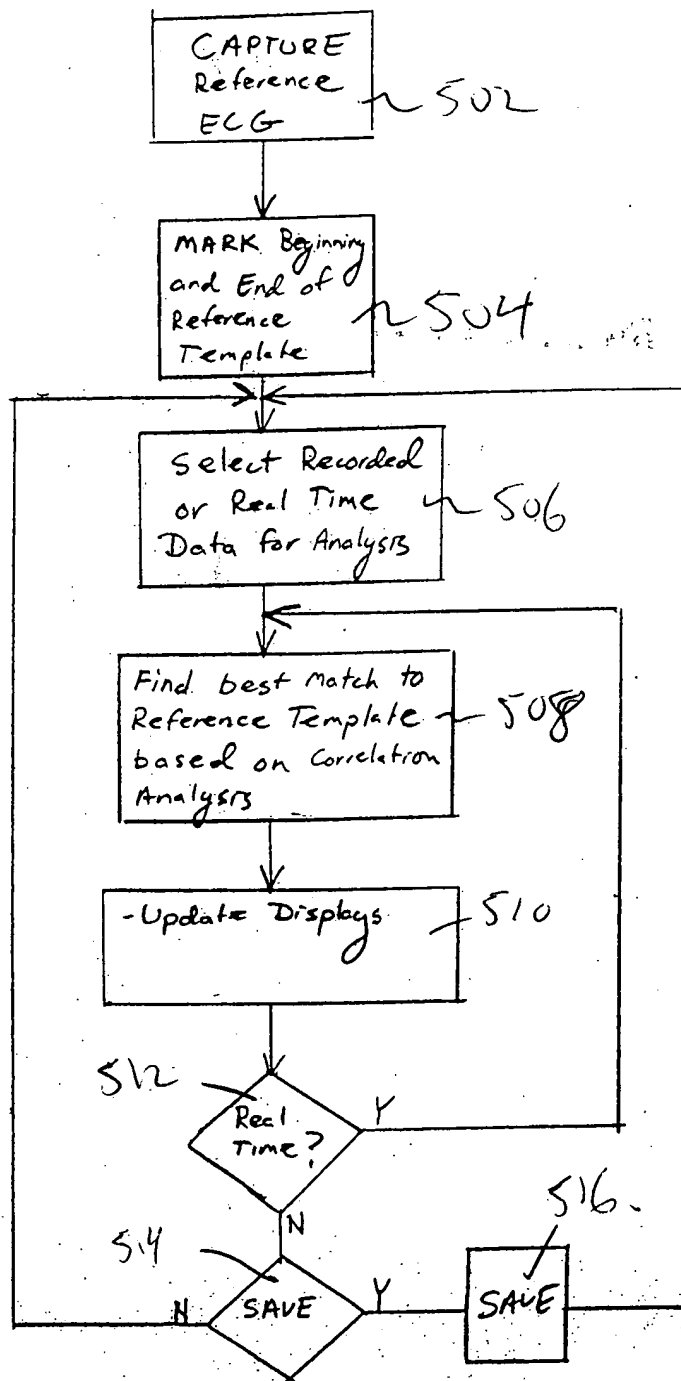 CAPTURE
Reference
ECG
502
MARK Beginning
and End of
Reference
Template
504
Select Recorded
or Real Time
Data for Analysis
506
Find best match to
Reference Template
based on Correlation
Analysis
508
-Update Displays
510
512
Real
Time?
Y
N
514
SAVE
N
Y
516.
SAVE